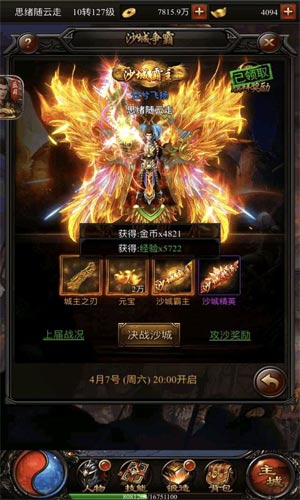 思绪随云走 10转127级 7815.9万 4094
沙城争霸
沙城霸主
已领取
思绪随云走
获得:金币x4821
获得:经验x5722
2万
城主之刃 元宝 沙城霸主 沙城精英
上届战况 决战沙城 攻沙奖励
4月7号 (周六) 20:00开启
人物 技能 锻造 背包 主城